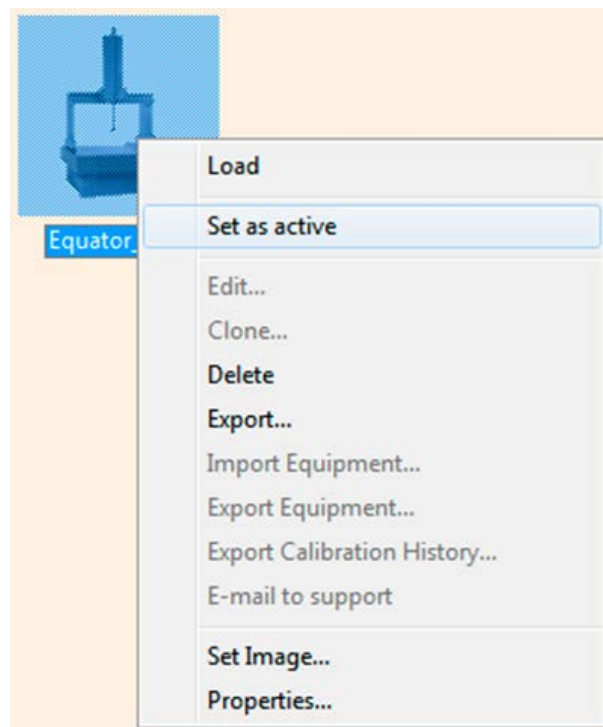 Equator_
Load
Set as active
Edit...
Clone...
Delete
Export...
Import Equipment...
Export Equipment...
Export Calibration History...
E-mail to support
Set Image...
Properties...